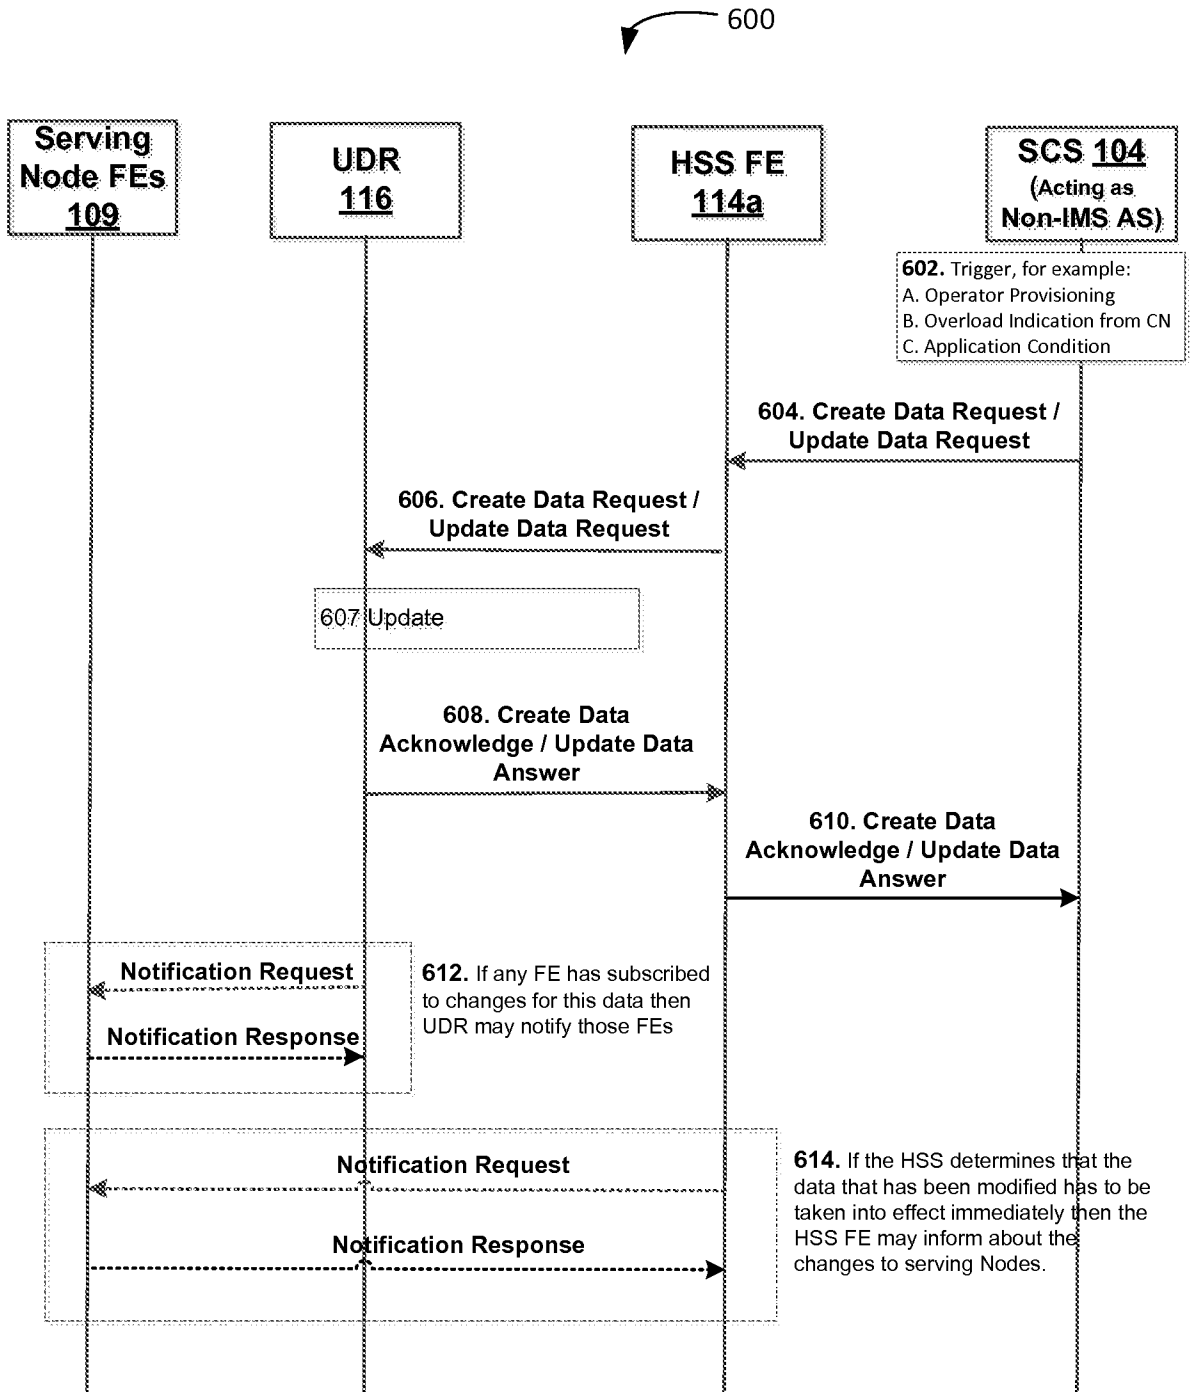 600
Serving
Node FEs
109
UDR
116
HSS FE
114a
SCS 104
(Acting as
Non-IMS AS)
602. Trigger, for example:
A. Operator Provisioning
B. Overload Indication from CN
C. Application Condition
604. Create Data Request /
Update Data Request
606. Create Data Request /
Update Data Request
607 Update
608. Create Data
Acknowledge / Update Data
Answer
610. Create Data
Acknowledge / Update Data
Answer
Notification Request
Notification Response
612. If any FE has subscribed
to changes for this data then
UDR may notify those FEs
Notification Request
Notification Response
614. If the HSS determines that the
data that has been modified has to be
taken into effect immediately then the
HSS FE may inform about the
changes to serving Nodes.